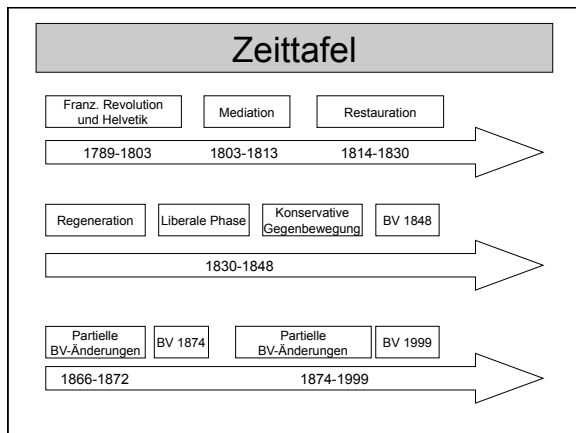 Zeittafel
Franz. Revolution
und Helvetik
Mediation
Restauration
1789-1803
1803-1813
1814-1830
Regeneration
Liberale Phase
Konservative
Gegenbewegung
BV 1848
1830-1848
Partielle
BV-Änderungen
BV 1874
Partielle
BV-Änderungen
BV 1999
1866-1872
1874-1999